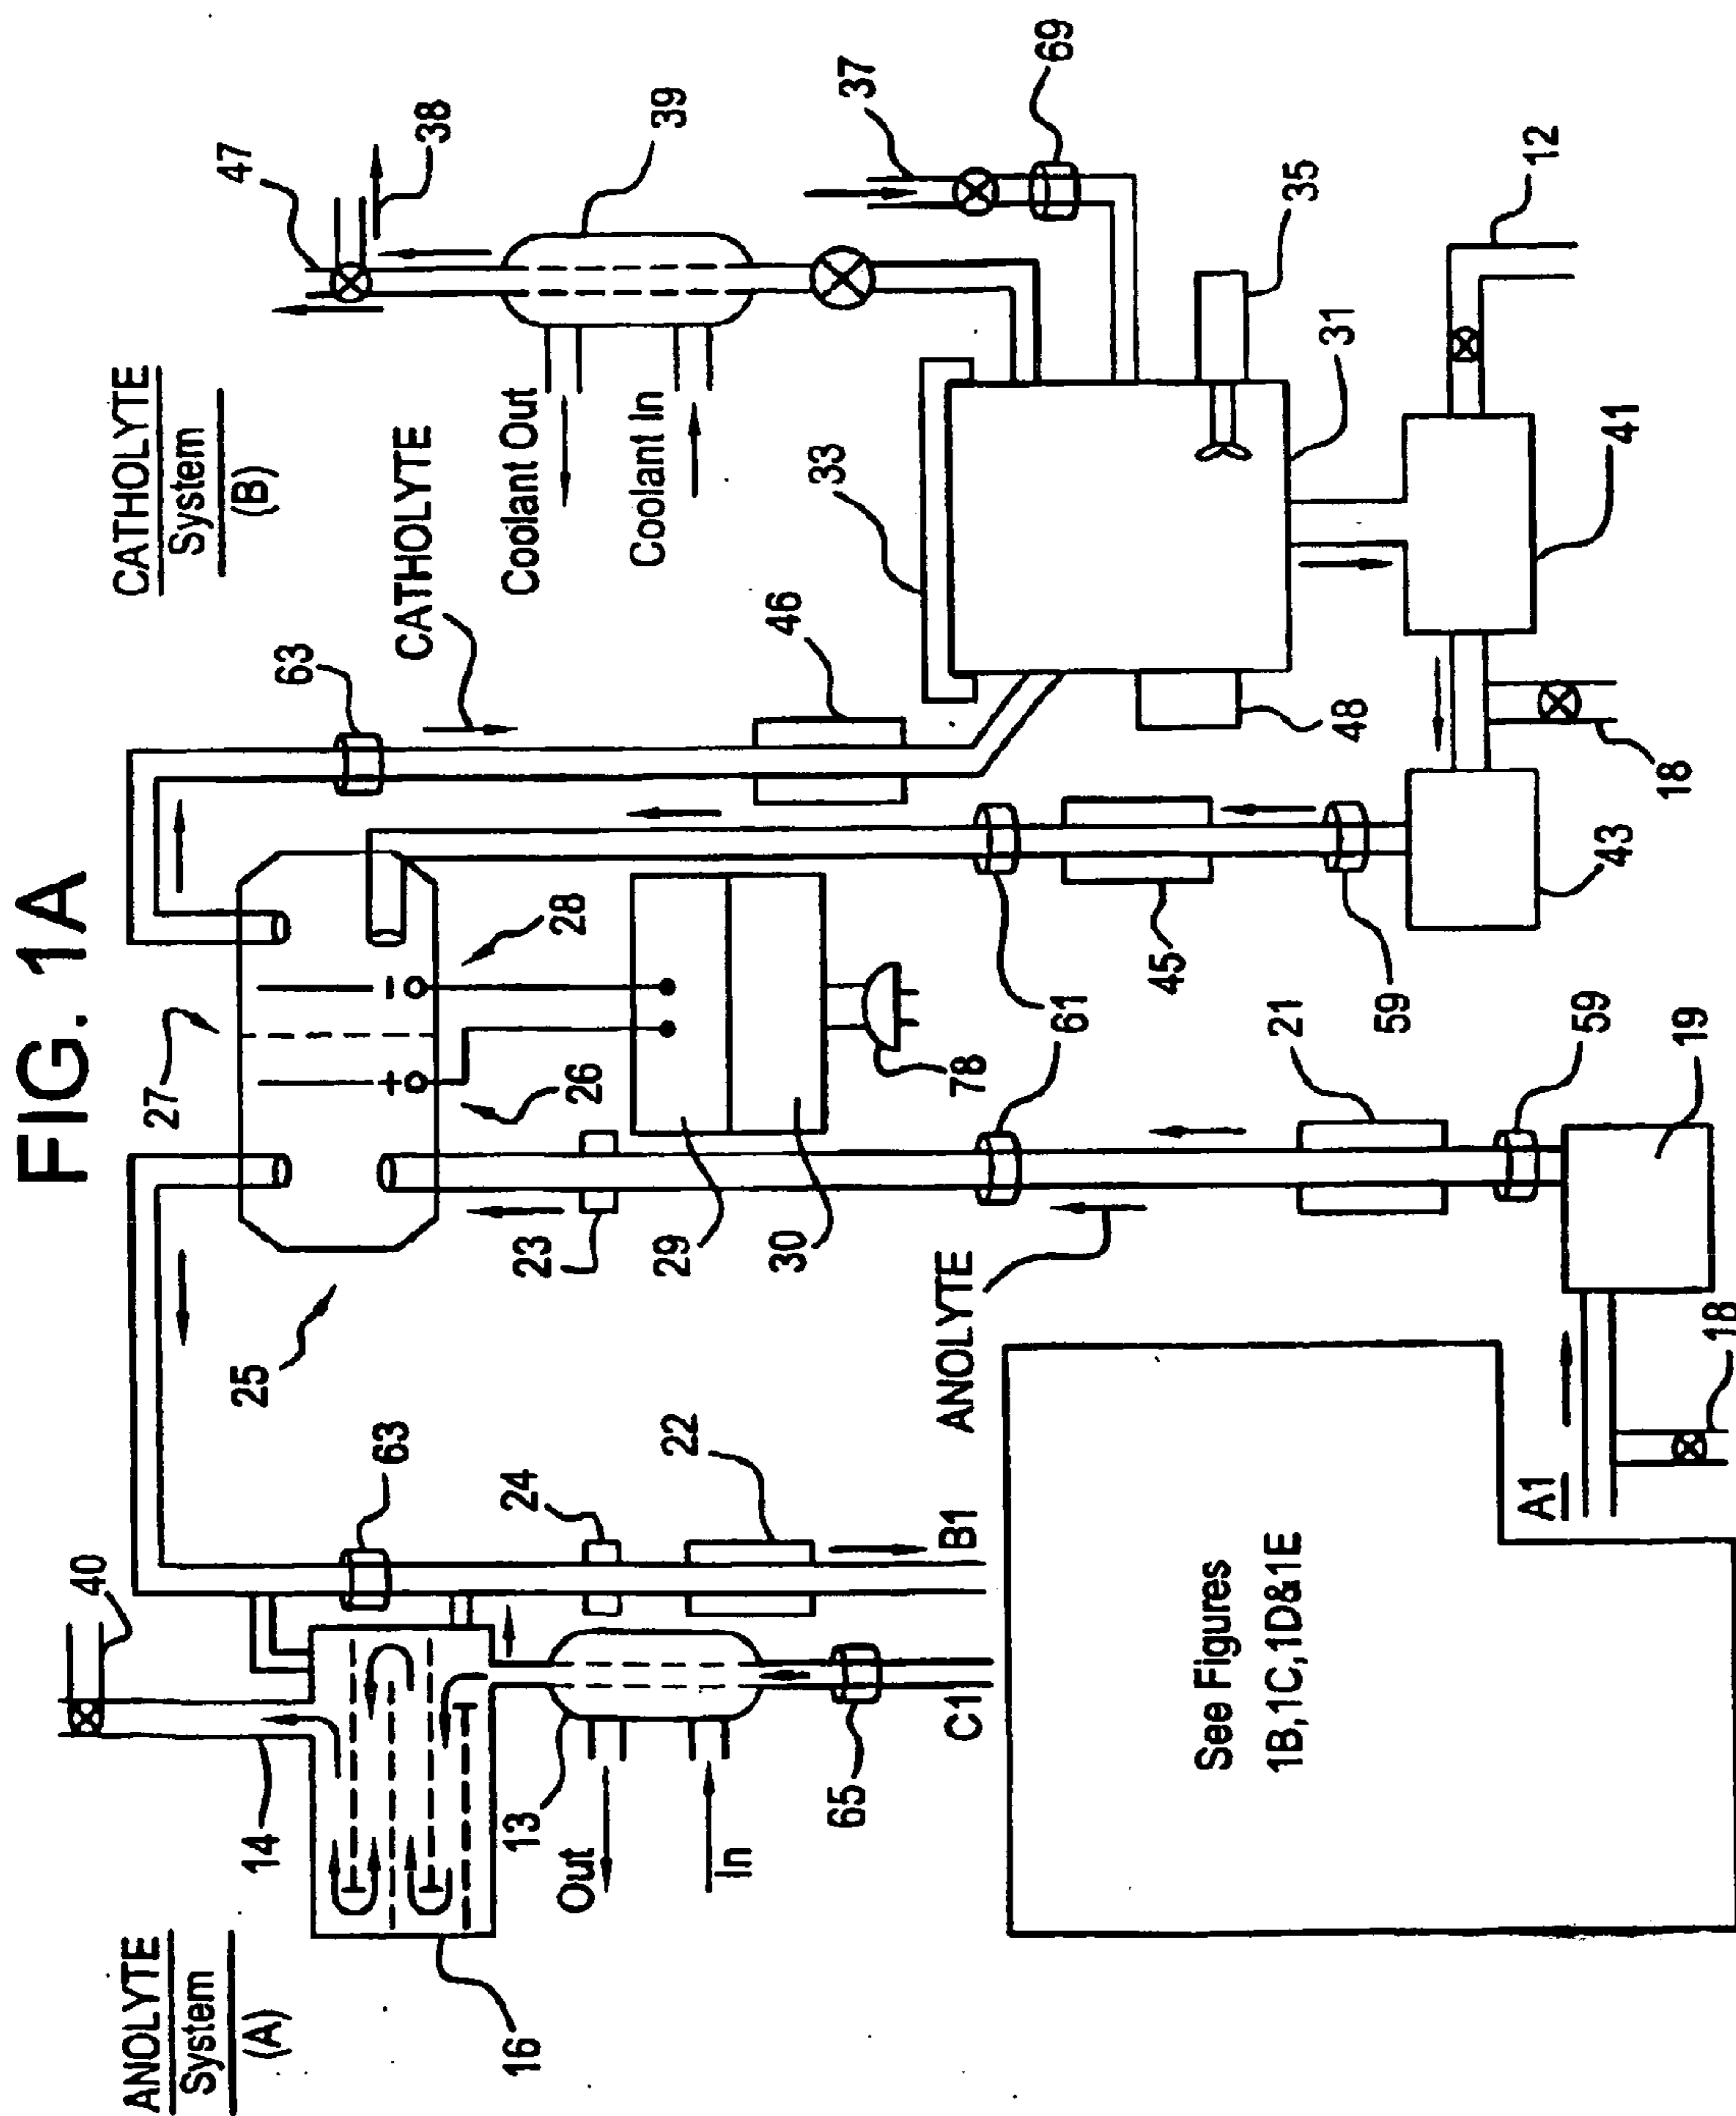 FIG. 1A
ANOLYTE
System
(A)
CATHOLYTE
System
(B)
40
14
16
13
Out
In
65
C1
63
24
22
B1
25
27
26
28
23
29
30
78
61
ANOLYTE
21
59
19
18
A1
See Figures
1B,1C,1D&1E
63
CATHOLYTE
46
45
59
43
18
48
33
31
41
12
35
Coolant Out
Coolant In
47
38
39
37
69